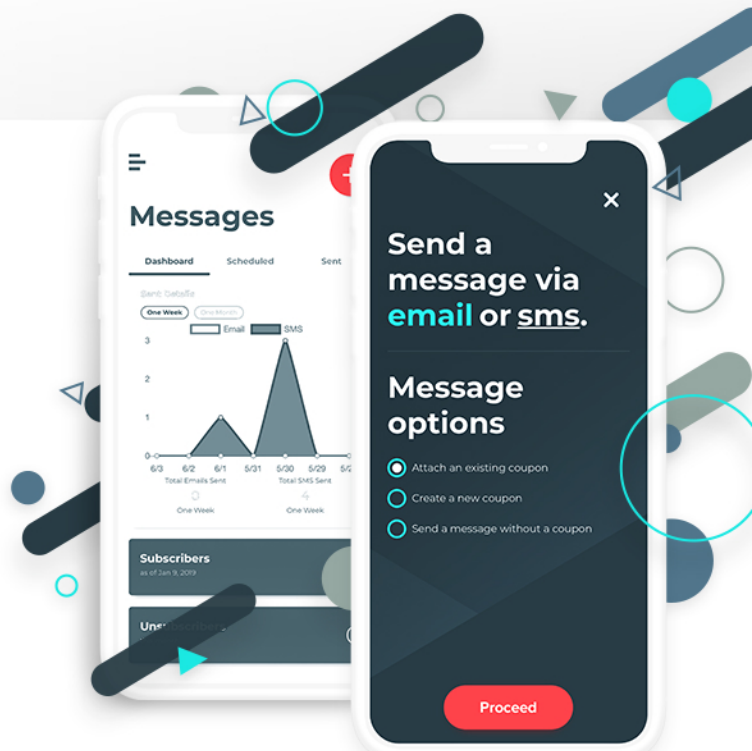 Messages
Dashboard Scheduled Sent
Sent Details
One Week One Month
Email SMS
3
2
1
0
6/3 6/2 6/1 5/31 5/30 5/29
Total Emails Sent Total SMS Sent
0 4
One Week One Week
Subscribers
as of Jan 9, 2019
Unsubscribers
Send a
message via
email or sms.
Message
options
Attach an existing coupon
Create a new coupon
Send a message without a coupon
Proceed